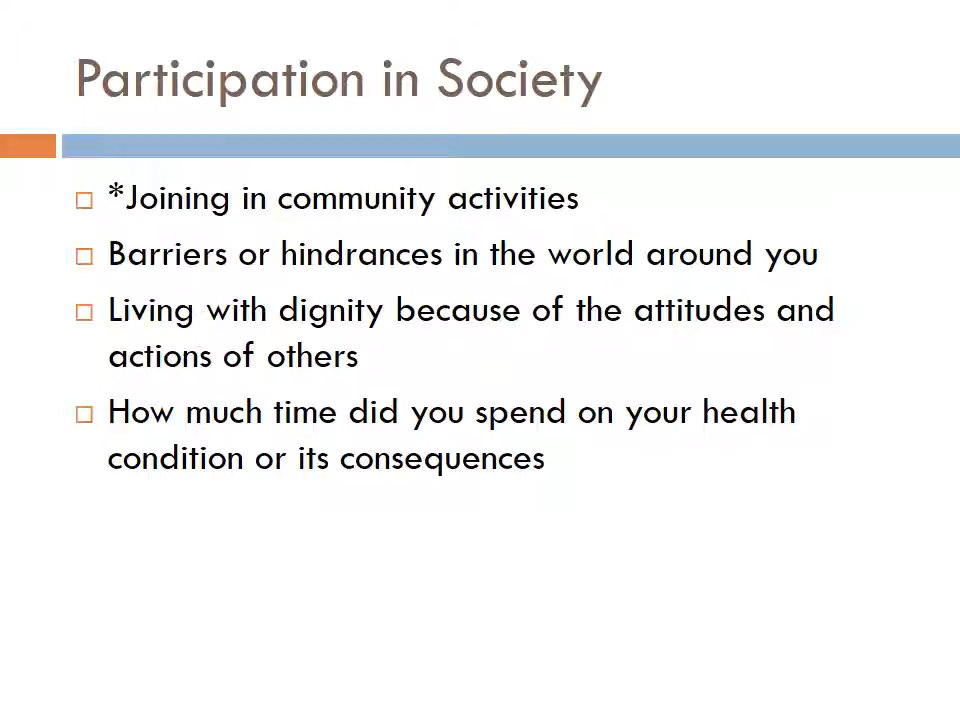 Participation in Society
*Joining in community activities
Barriers or hindrances in the world around you
Living with dignity because of the attitudes and
actions of others
How much time did you spend on your health
condition or its consequences